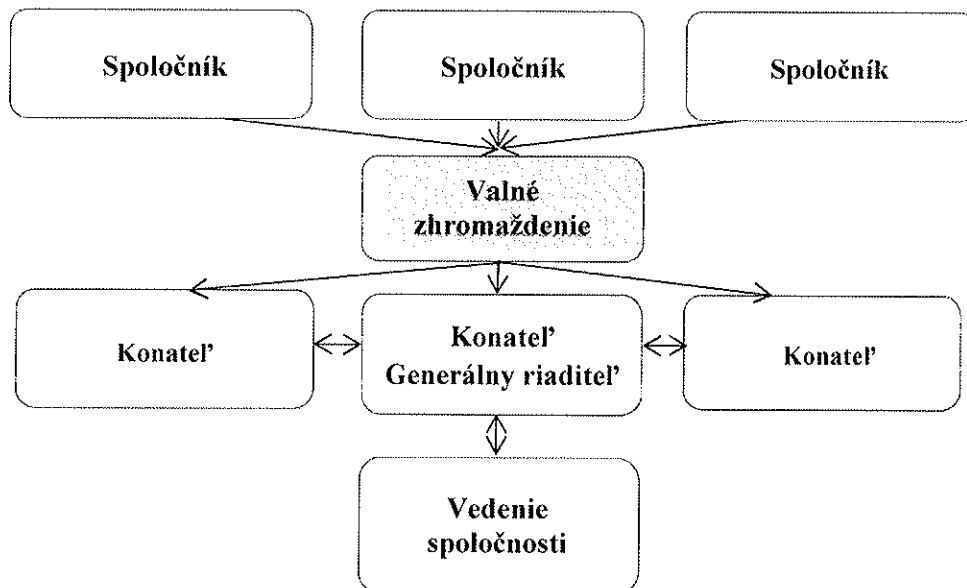 Spoločník
Spoločník
Spoločník
Valné
zhromaždenie
Konateľ
Konateľ
Generálny riaditeľ
Konateľ
Vedenie
spoločnosti